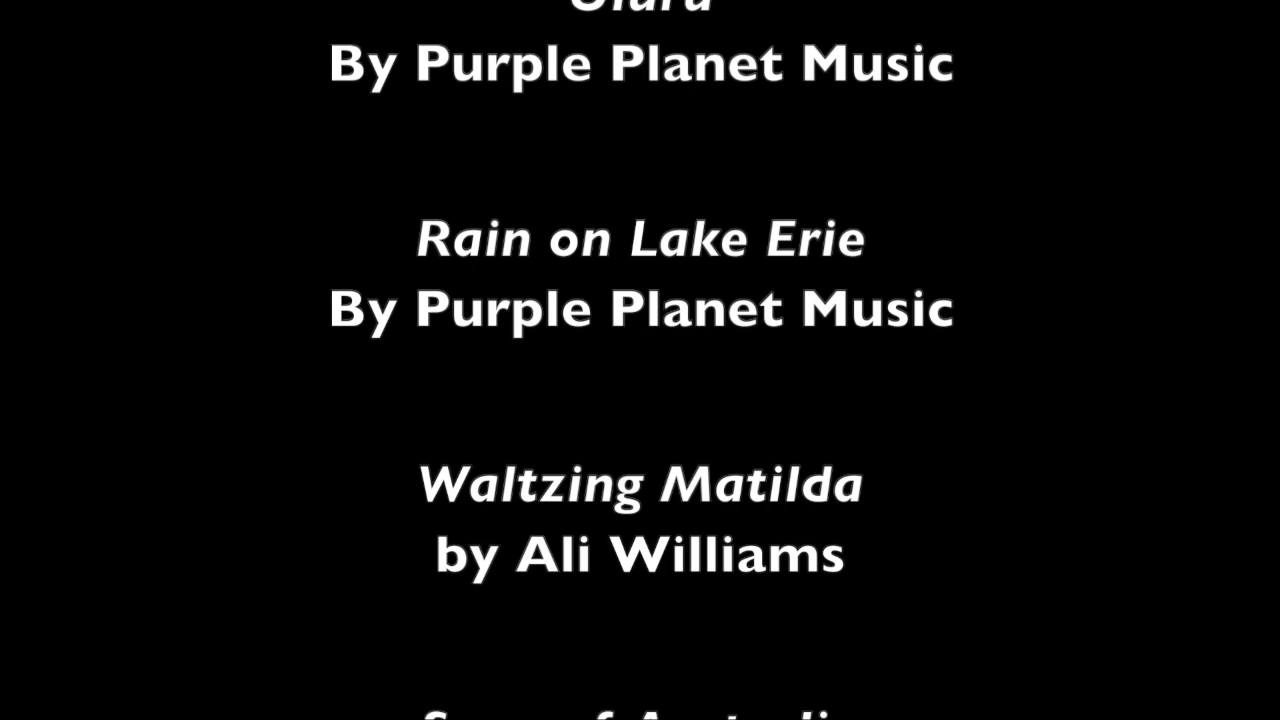 By Purple Planet Music
Rain on Lake Erie
By Purple Planet Music
Waltzing Matilda
by Ali Williams